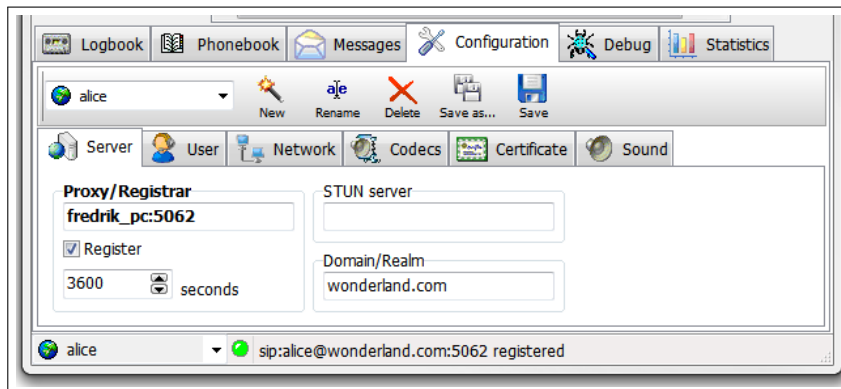 Logbook Phonebook Messages Configuration Debug Statistics
alice
New Rename Delete Save as... Save
Server User Network Codecs Certificate Sound
Proxy/Registrar
fredrik_pc:5062
Register
3600 seconds
STUN server
Domain/Realm
wonderland.com
alice sip:alice@wonderland.com:5062 registered